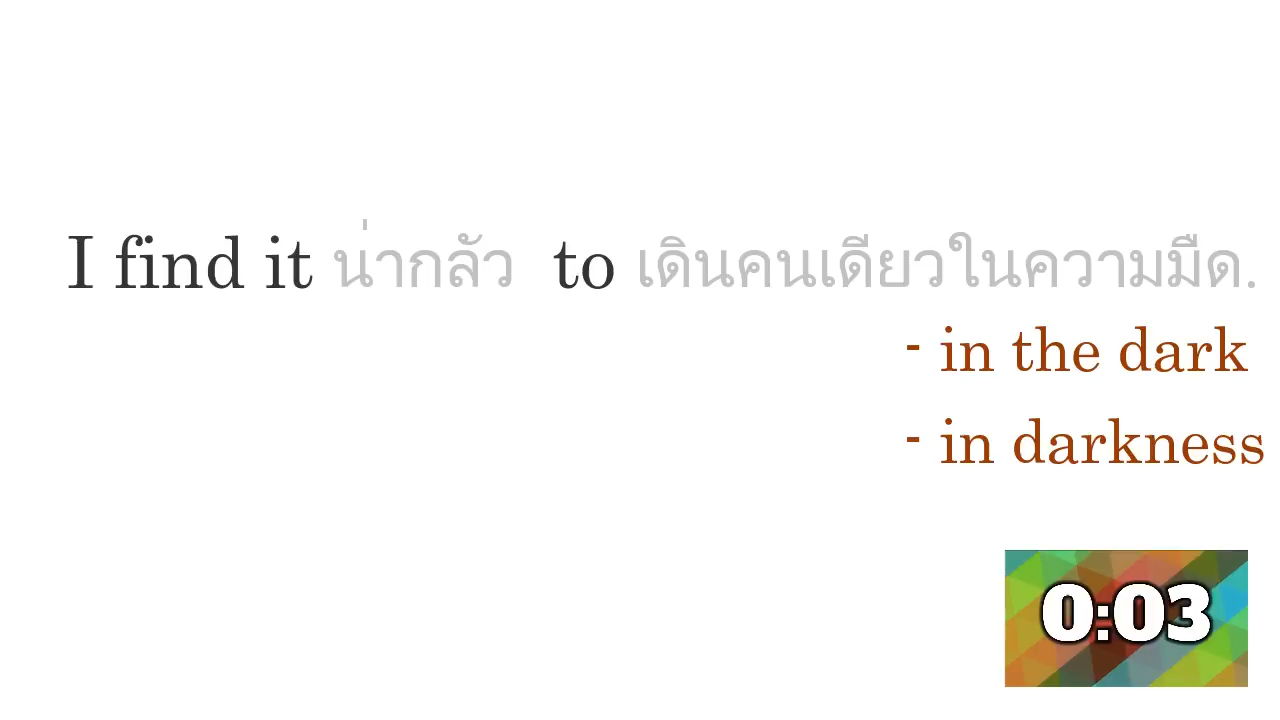 I find it น่ากลัว to เดินคนเดียวในความมืด.
- in the dark
- in darkness
0:03